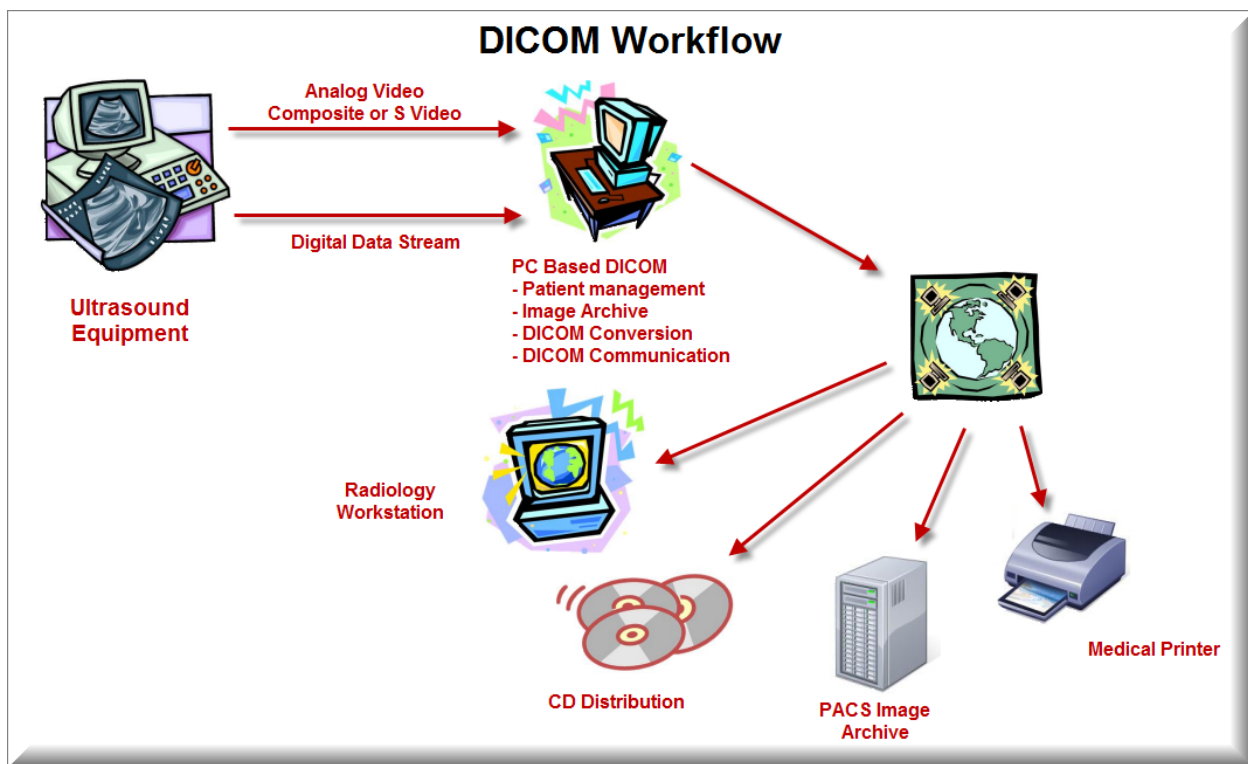 DICOM Workflow
Analog Video
Composite or S Video
Digital Data Stream
Ultrasound
Equipment
PC Based DICOM
- Patient management
- Image Archive
- DICOM Conversion
- DICOM Communication
Radiology
Workstation
CD Distribution
PACS Image
Archive
Medical Printer